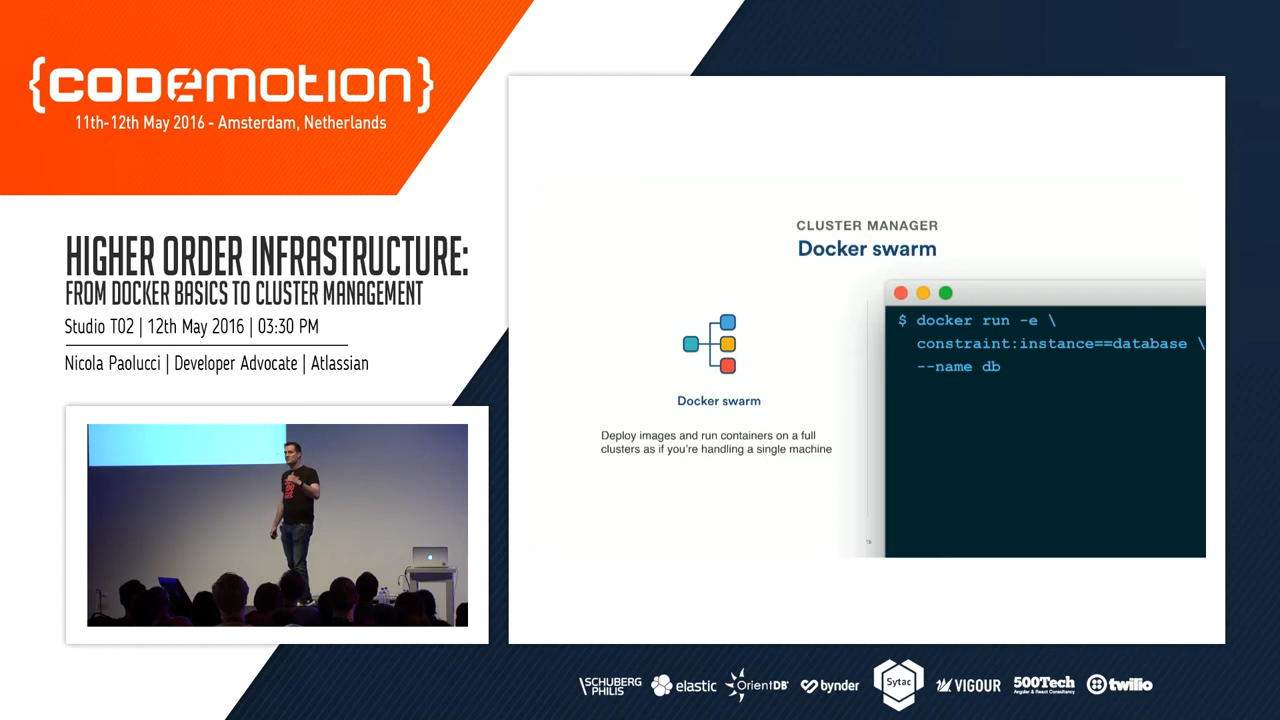 {CODEMOTION}
11th-12th May 2016 - Amsterdam, Netherlands
HIGHER ORDER INFRASTRUCTURE:
FROM DOCKER BASICS TO CLUSTER MANAGEMENT
Studio T02 | 12th May 2016 | 03:30 PM
Nicola Paolucci | Developer Advocate | Atlassian
CLUSTER MANAGER
Docker swarm
$ docker run -e \
constraint:instance==database \
--name db
Docker swarm
Deploy images and run containers on a full
clusters as if you're handling a single machine
SCHUBERG
PHILIS
elastic
OrientDB
bynder
Sytac
VIGOUR
500Tech
Angular & React Consultancy
twilio